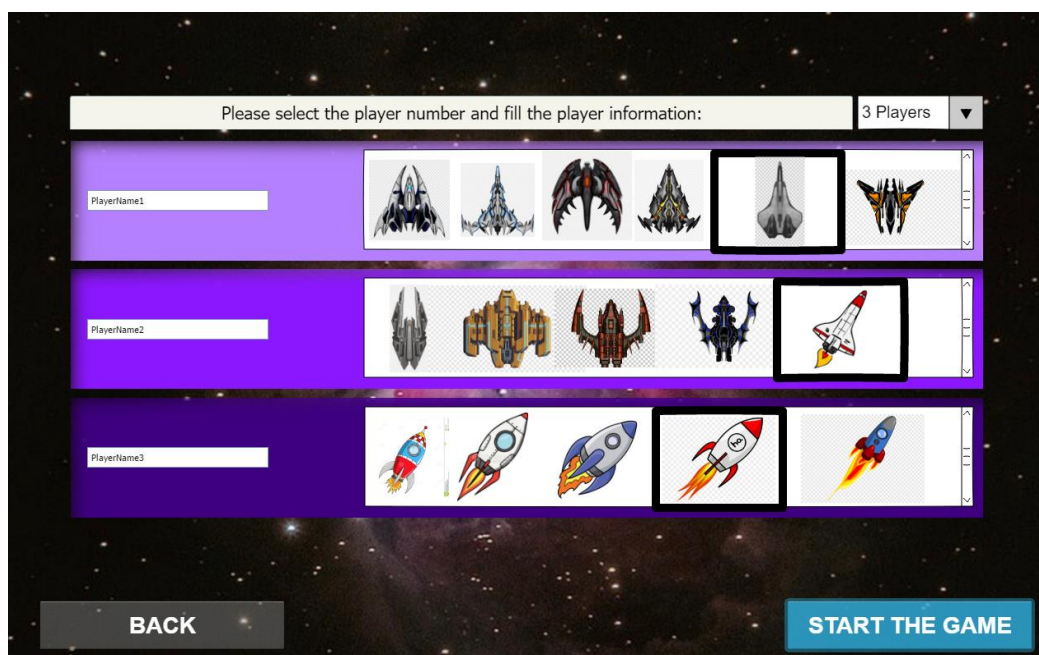 Please select the player number and fill the player information:
3 Players
PlayerName1
PlayerName2
PlayerName3
ho.
BACK
START THE GAME